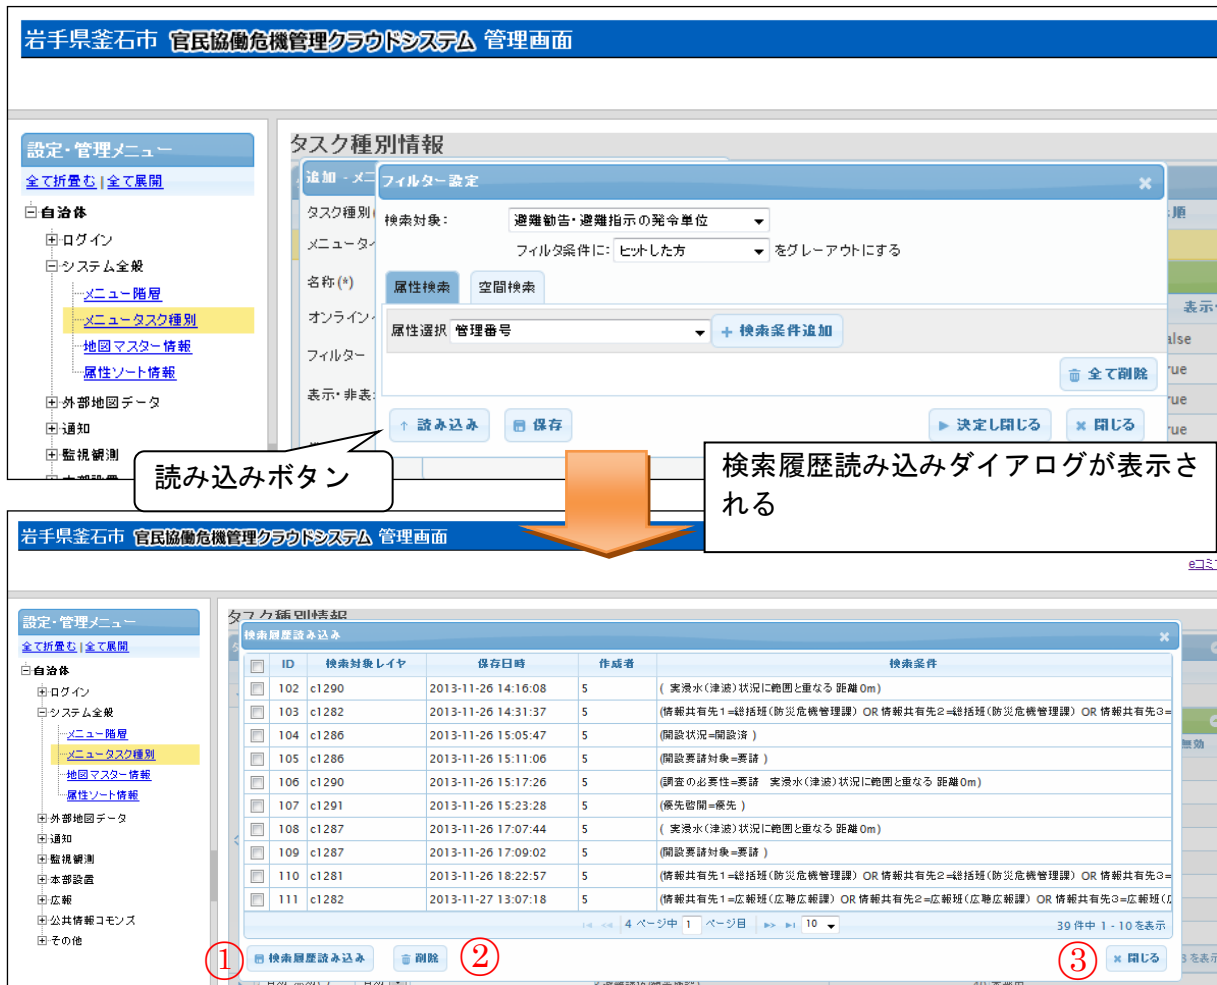 岩手県釜石市 官民協働危機管理クラウドシステム 管理画面
設定・管理メニュー
全て折畳む | 全て展開
自治体
ログイン
システム全般
メニュー階層
メニュータスク種別
地図マスター情報
属性ソート情報
外部地図データ
通知
監視観測
タスク種別情報
追加 - メニ
タスク種別(
メニュータ
名称(*)
オンライン
フィルター
表示・非表
フィルター設定
検索対象: 避難勧告・避難指示の発令単位
フィルタ条件に: ヒットした方 をグレーアウトにする
属性検索 空間検索
属性選択 管理番号 + 検索条件追加
全て削除
↑ 読み込み 保存 決定し閉じる × 閉じる
順
表示
alse
rue
rue
rue
読み込みボタン
検索履歴読み込みダイアログが表示さ
れる
岩手県釜石市 官民協働危機管理クラウドシステム 管理画面
eコミ
設定・管理メニュー
全て折畳む | 全て展開
自治体
ログイン
システム全般
メニュー階層
メニュータスク種別
地図マスター情報
属性ソート情報
外部地図データ
通知
監視観測
本部設置
広報
公共情報コモンズ
その他
タスク種別情報
検索履歴読み込み
ID 検索対象レイヤ 保存日時 作成者 検索条件
102 c1290 2013-11-26 14:16:08 5 ( 実浸水(津波)状況に範囲と重なる 距離0m)
103 c1282 2013-11-26 14:31:37 5 (情報共有先1=総括班(防災危機管理課) OR 情報共有先2=総括班(防災危機管理課) OR 情報共有先3=
104 c1286 2013-11-26 15:05:47 5 (開設状況=開設済 )
105 c1286 2013-11-26 15:11:06 5 (開設要請対象=要請 )
106 c1290 2013-11-26 15:17:26 5 (調査の必要性=要請 実浸水(津波)状況に範囲と重なる 距離0m)
107 c1291 2013-11-26 15:23:28 5 (優先啓開=優先 )
108 c1287 2013-11-26 17:07:44 5 ( 実浸水(津波)状況に範囲と重なる 距離0m)
109 c1287 2013-11-26 17:09:02 5 (開設要請対象=要請 )
110 c1281 2013-11-26 18:22:57 5 (情報共有先1=総括班(防災危機管理課) OR 情報共有先2=総括班(防災危機管理課) OR 情報共有先3=
111 c1282 2013-11-27 13:07:18 5 (情報共有先1=広報班(広聴広報課) OR 情報共有先2=広報班(広聴広報課) OR 情報共有先3=広報班(広
4 ページ中 1 ページ目 10 39 件中 1 - 10 を表示
① 検索履歴読み込み 削除 ② ③ × 閉じる
無効
3 を表示